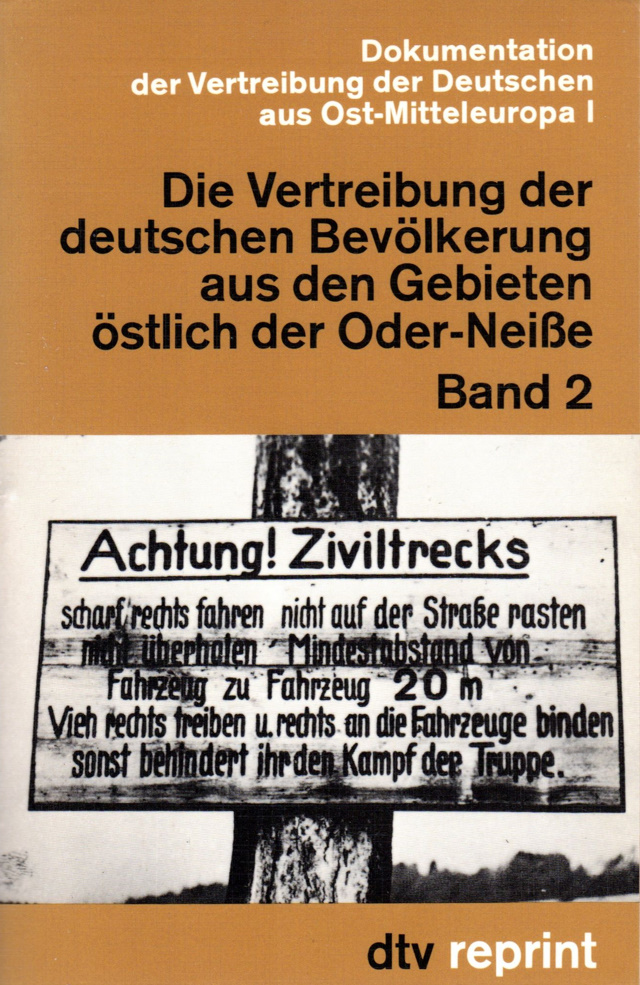 Dokumentation
der Vertreibung der Deutschen
aus Ost-Mitteleuropa I
Die Vertreibung der
deutschen Bevölkerung
aus den Gebieten
östlich der Oder-Neiße
Band 2
Achtung! Ziviltrecks
scharf rechts fahren nicht auf der Straße rasten
nicht überholen Mindestabstand von
Fahrzeug zu Fahrzeug 20 m
Vieh rechts treiben u. rechts an die Fahrzeuge binden
sonst behindert ihr den Kampf der Truppe.
dtv reprint